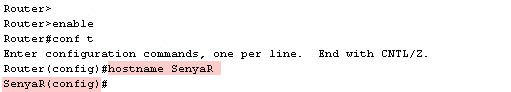 Router>
Router>enable
Router#conf t
Enter configuration commands, one per line.  End with CNTL/Z.
Router(config)#hostname SenyaR
SenyaR(config)#